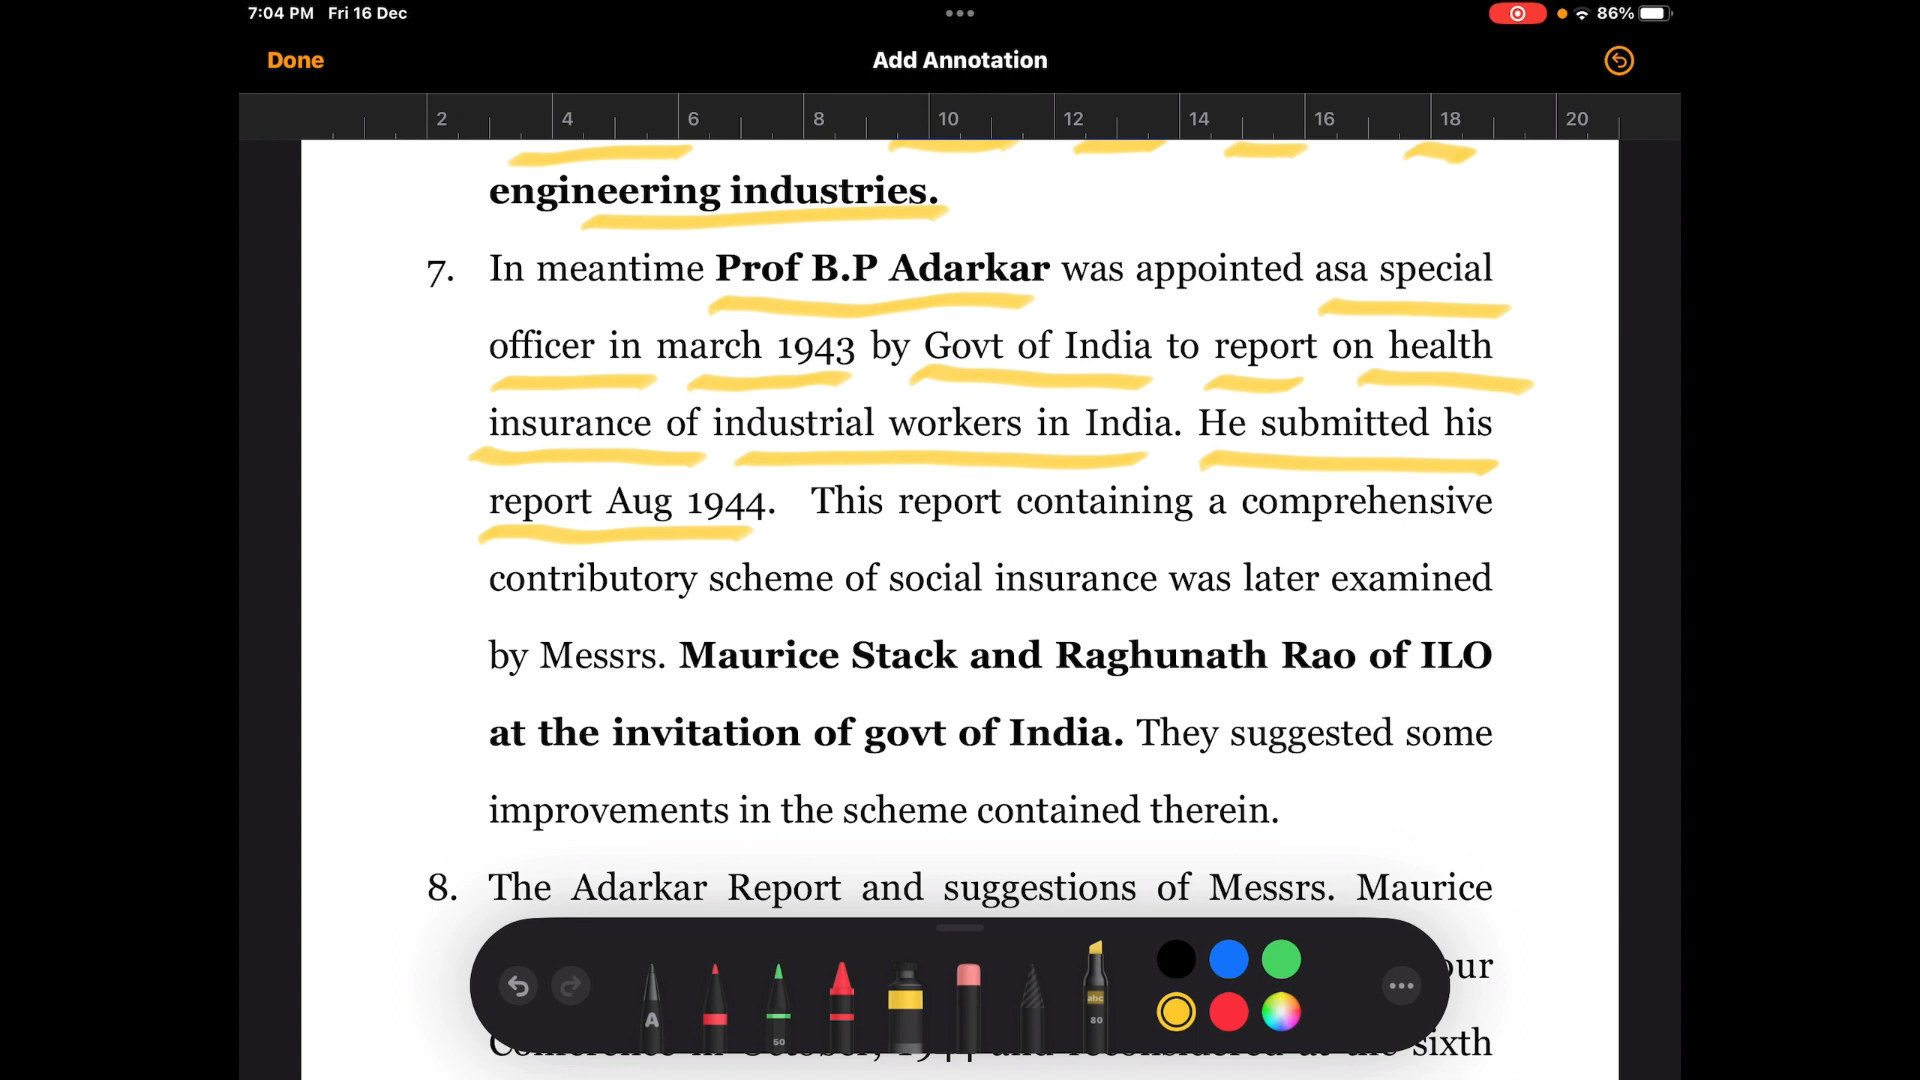 7:04 PM Fri 16 Dec
86%
Done
Add Annotation
2 4 6 8 10 12 14 16 18 20
engineering industries.
7. In meantime Prof B.P Adarkar was appointed asa special
officer in march 1943 by Govt of India to report on health
insurance of industrial workers in India. He submitted his
report Aug 1944. This report containing a comprehensive
contributory scheme of social insurance was later examined
by Messrs. Maurice Stack and Raghunath Rao of ILO
at the invitation of govt of India. They suggested some
improvements in the scheme contained therein.
8. The Adarkar Report and suggestions of Messrs. Maurice
sixth
A
50
abc
80